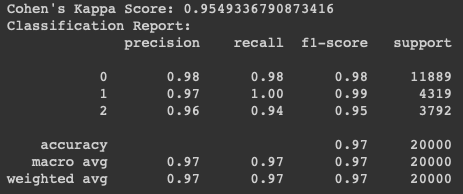 Cohen's Kappa Score: 0.9549336790873416
Classification Report:
precision recall f1-score support
0 0.98 0.98 0.98 11889
1 0.97 1.00 0.99 4319
2 0.96 0.94 0.95 3792
accuracy 0.97 20000
macro avg 0.97 0.97 0.97 20000
weighted avg 0.97 0.97 0.97 20000